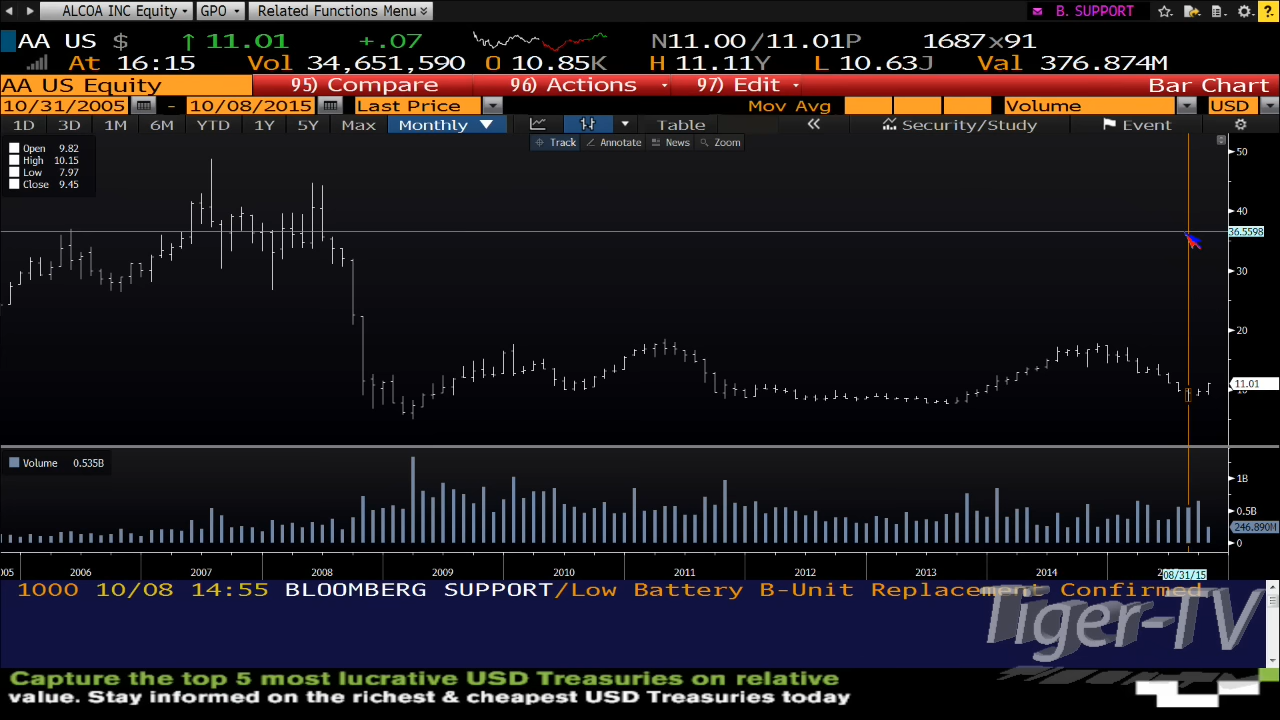 ALCOA INC Equity GPO Related Functions Menu B. SUPPORT ?
AA US $ ↑ 11.01 +.07 N11.00/11.01P 1687x91
At 16:15 Vol 34,651,590 O 10.85K H 11.11Y L 10.63J Val 376.874M
AA US Equity 95) Compare 96) Actions 97) Edit Bar Chart
10/31/2005 - 10/08/2015 Last Price Mov Avg Volume USD
1D 3D 1M 6M YTD 1Y 5Y Max Monthly Table « Security/Study Event
Track Annotate News Zoom
Open 9.82
High 10.15
Low 7.97
Close 9.45
50
40
36.5598
30
20
11.01
10
Volume 0.535B
1B
0.5B
246.890M
0
005 2006 2007 2008 2009 2010 2011 2012 2013 2014 08/31/15
1000 10/08 14:55 BLOOMBERG SUPPORT/Low Battery B-Unit Replacement Confirmed
Tiger-TV
Capture the top 5 most lucrative USD Treasuries on relative
value. Stay informed on the richest & cheapest USD Treasuries today